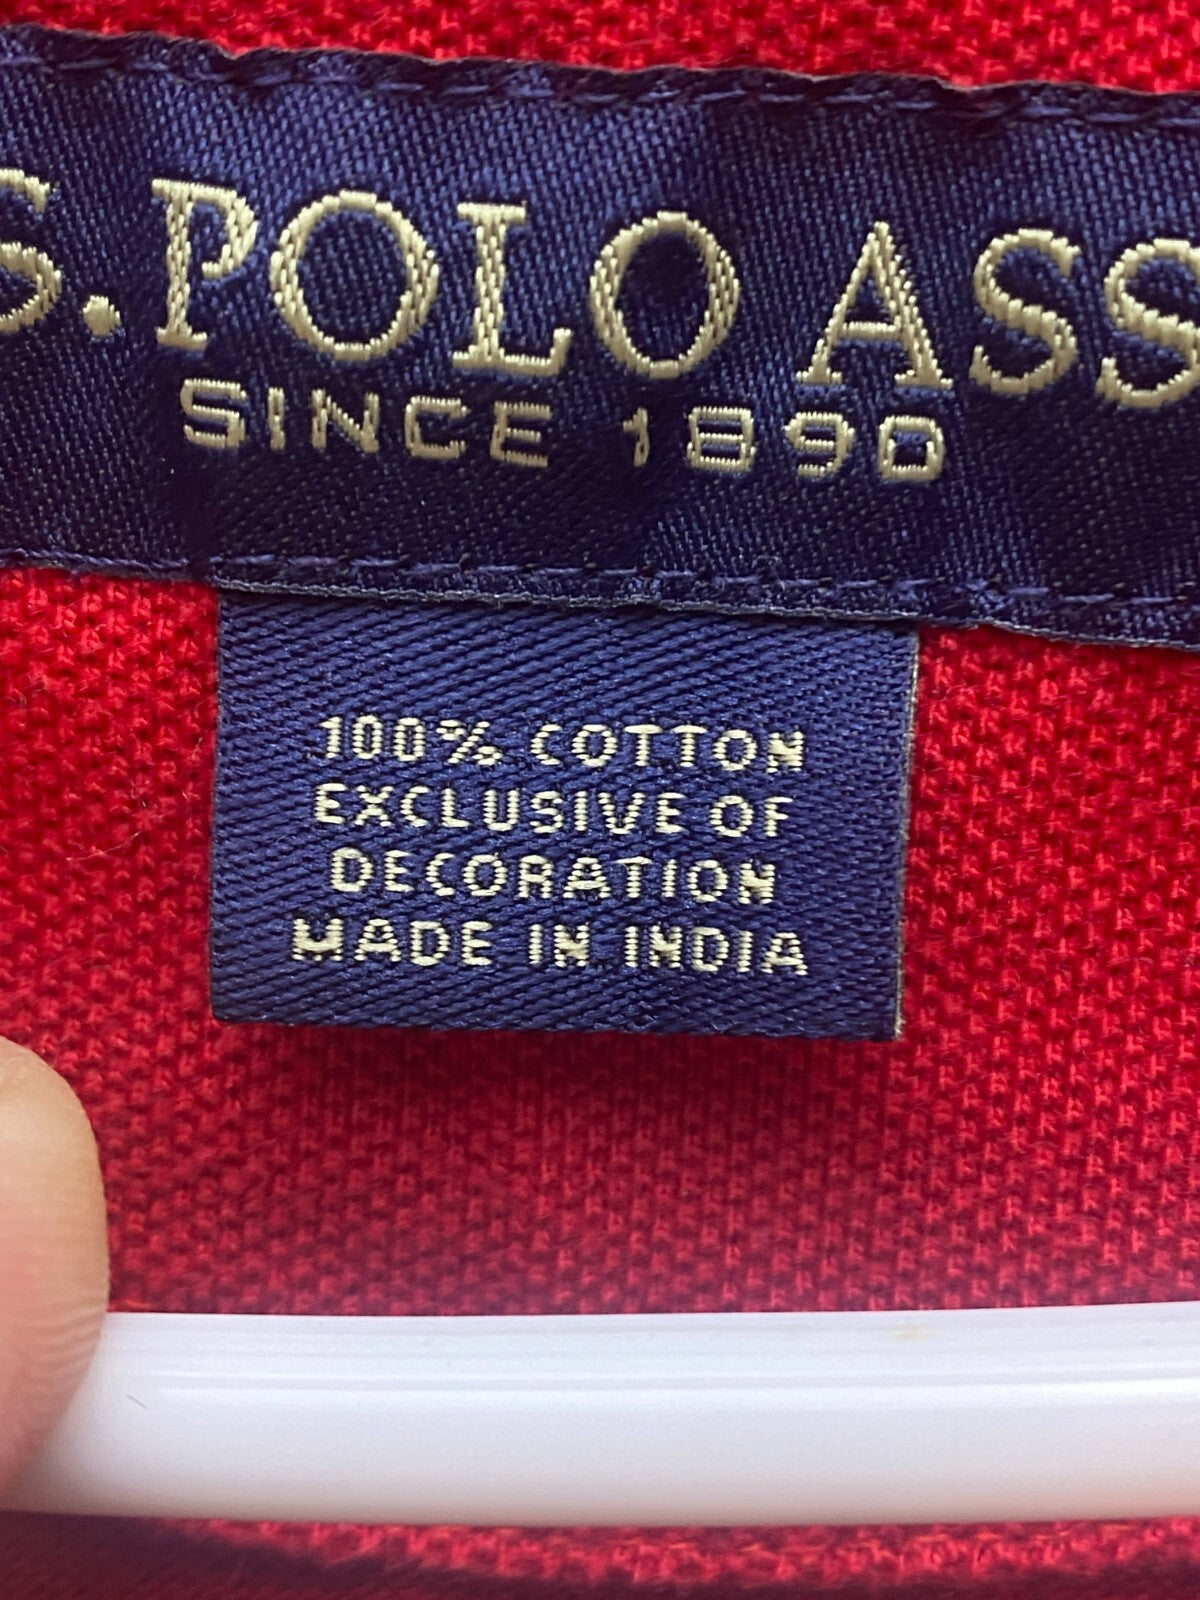 S. POLO ASS
SINCE 1890
100% COTTON
EXCLUSIVE OF
DECORATION
MADE IN INDIA